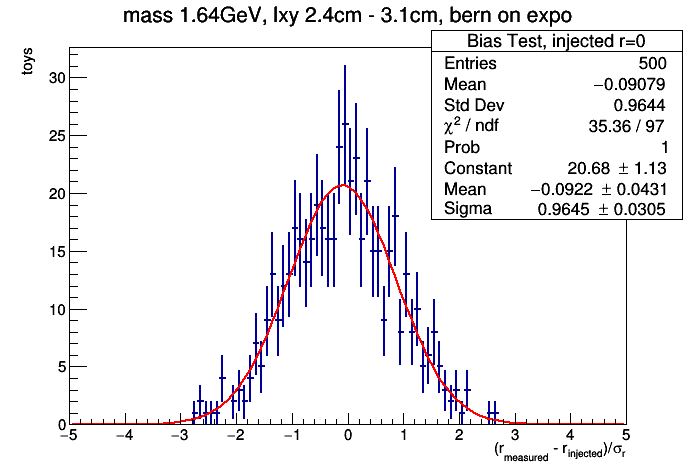 mass 1.64GeV, lxy 2.4cm - 3.1cm, bern on expo
toys
Bias Test, injected r=0
Entries 500
Mean −0.09079
Std Dev 0.9644
χ² / ndf 35.36 / 97
Prob 1
Constant 20.68 ± 1.13
Mean −0.0922 ± 0.0431
Sigma 0.9645 ± 0.0305
30
25
20
15
10
5
0
−5 −4 −3 −2 −1 0 1 2 3 4 5
(r_measured - r_injected)/σ_r